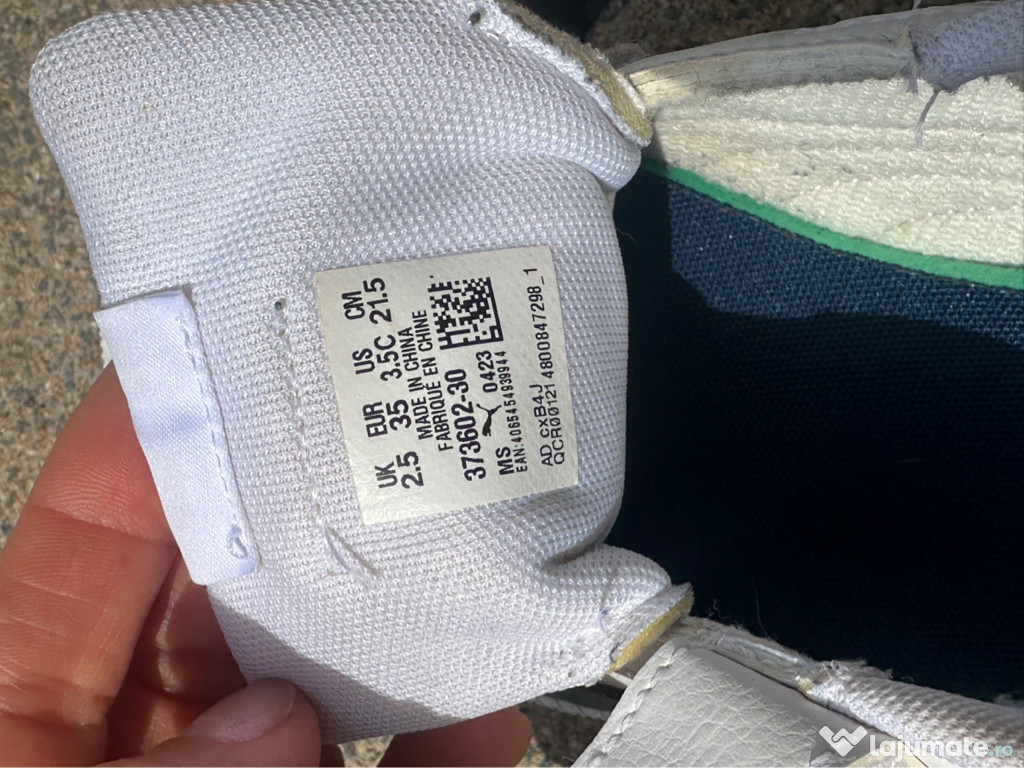 UK EUR US CM
2.5 35 3.5C 21.5
MADE IN CHINA
FABRIQUÉ EN CHINE
373602-30
0423
MS
EAN:4065454939944
AD cxB4J
QCR00121 4800847298_1
Lajumate.ro